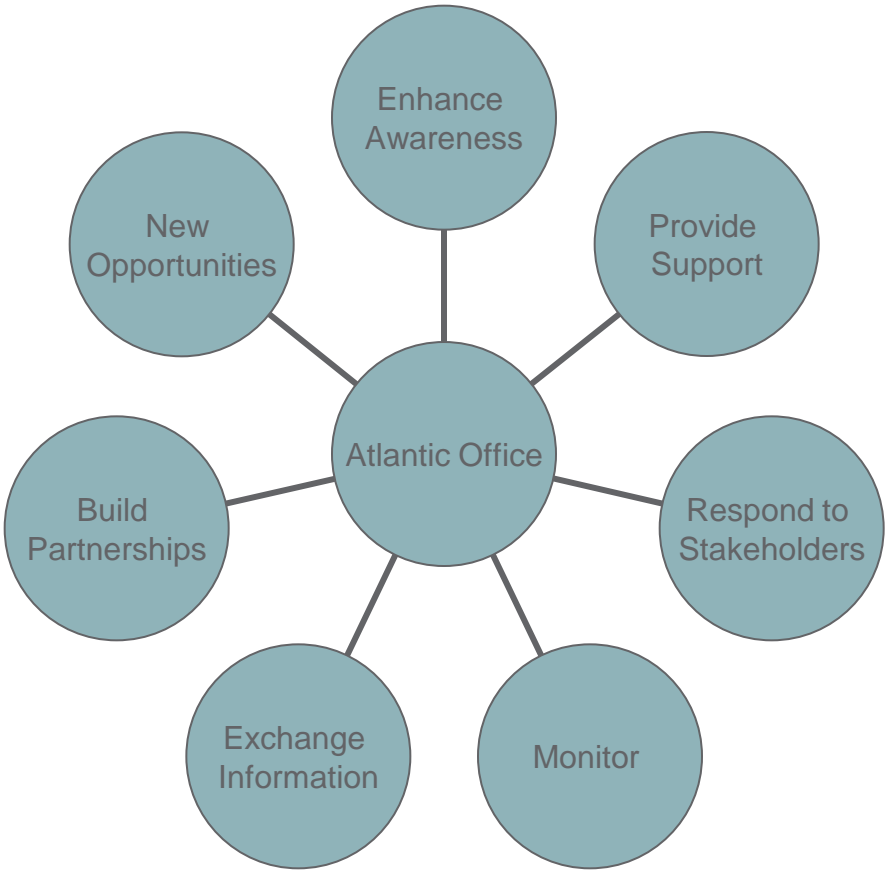 Enhance
Awareness
New
Opportunities
Provide
Support
Atlantic Office
Build
Partnerships
Respond to
Stakeholders
Exchange
Information
Monitor